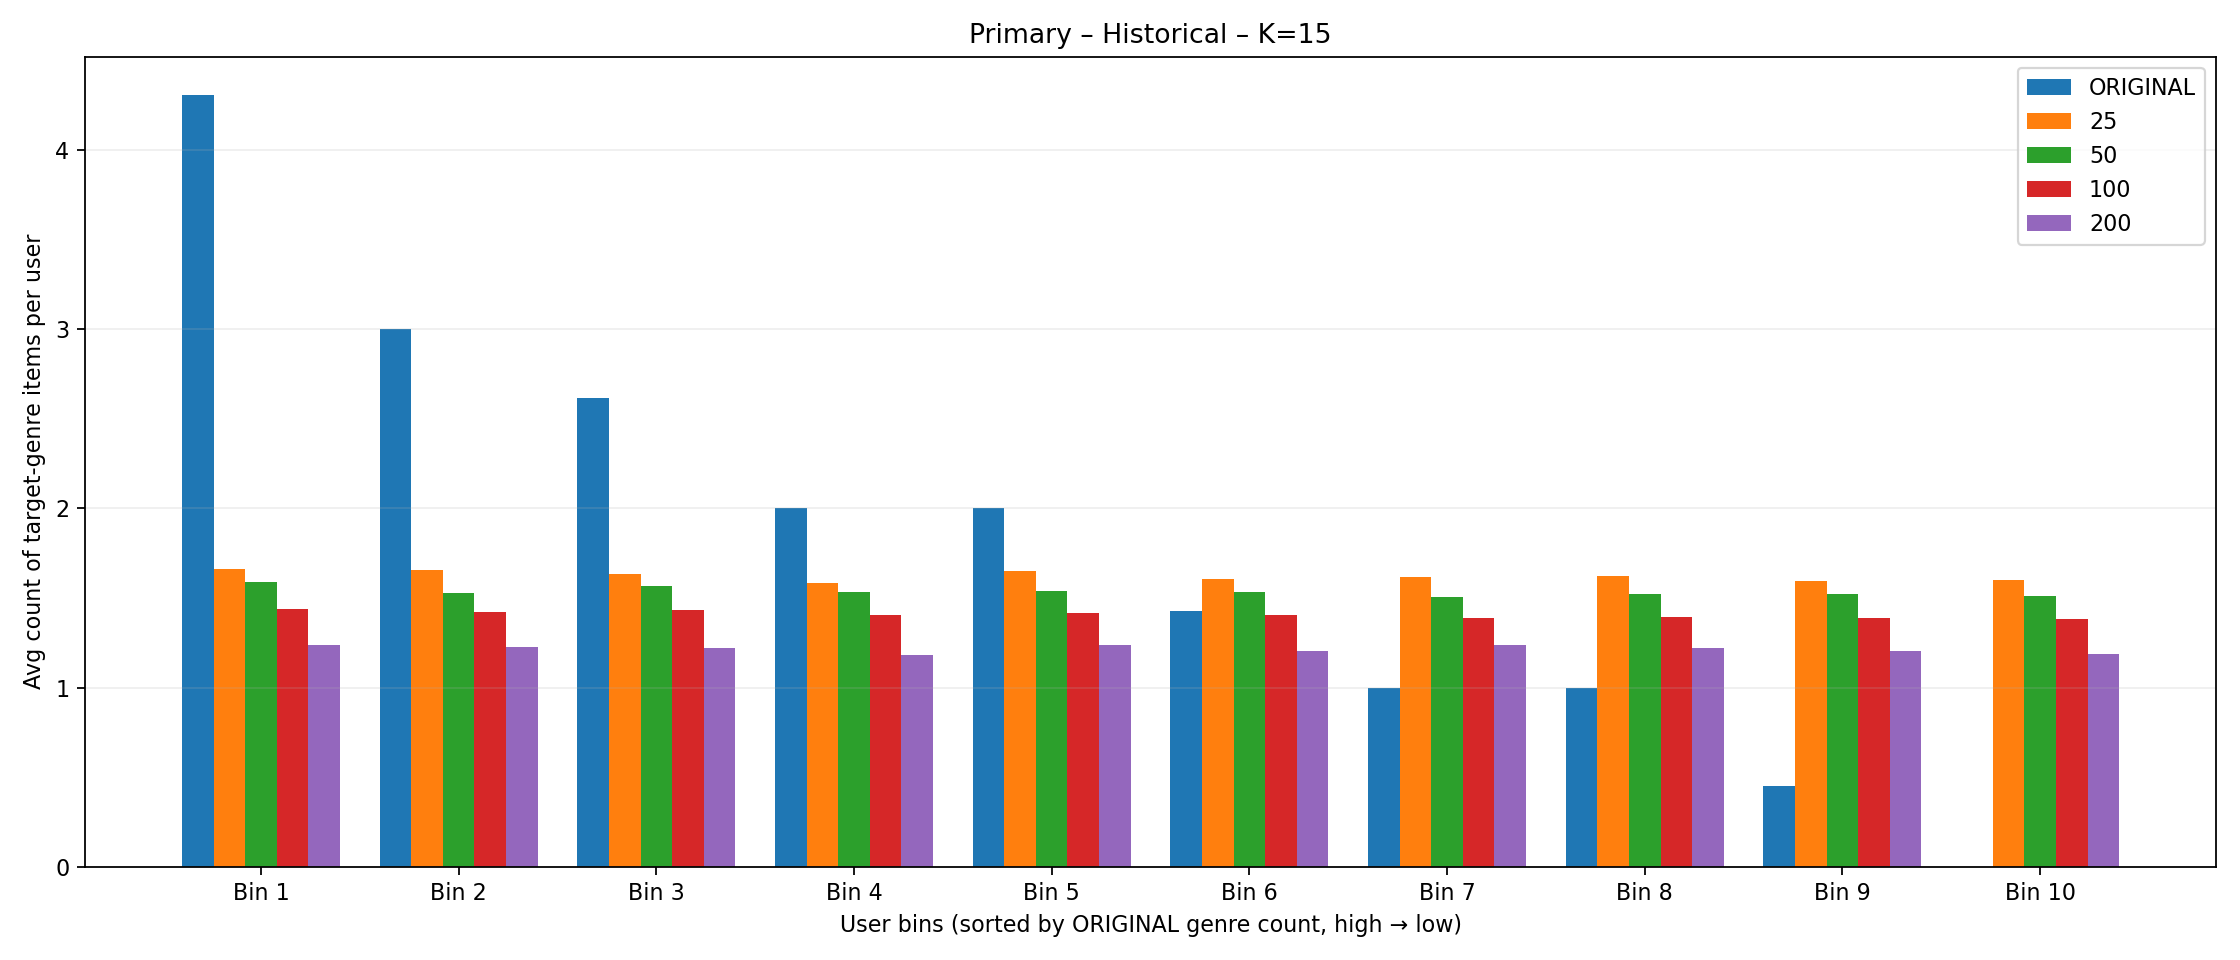 Primary – Historical – K=15
ORIGINAL
25
50
100
200
Avg count of target-genre items per user
4
3
2
1
0
Bin 1
Bin 2
Bin 3
Bin 4
Bin 5
Bin 6
Bin 7
Bin 8
Bin 9
Bin 10
User bins (sorted by ORIGINAL genre count, high → low)